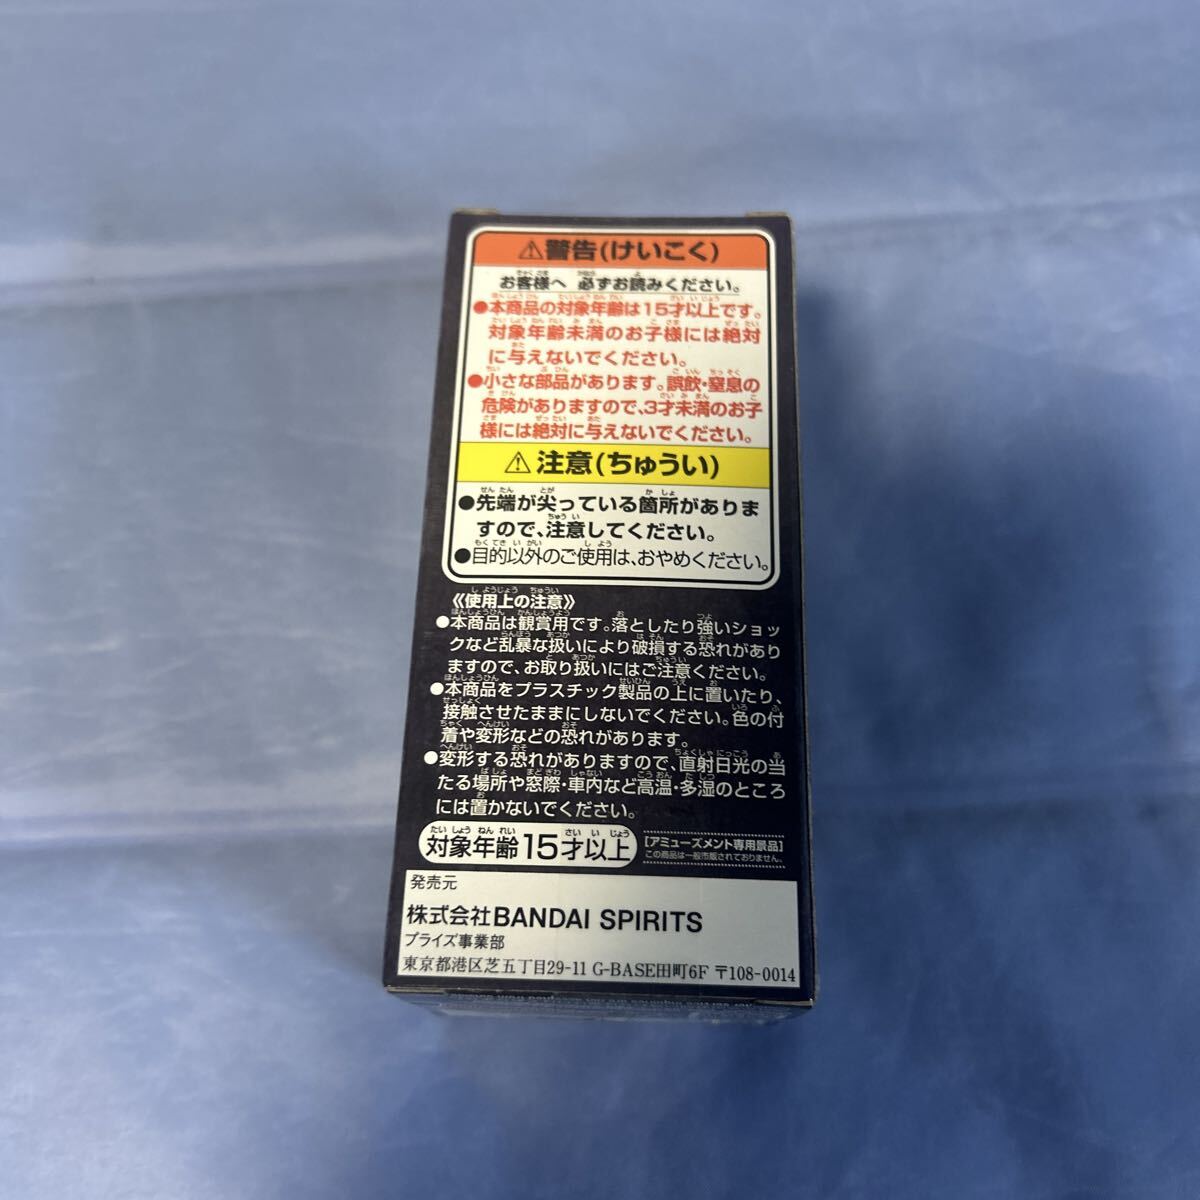 ⚠警告(けいこく)
お客様へ 必ずお読みください。
●本商品の対象年齢は15才以上です。
対象年齢未満のお子様には絶対
に与えないでください。
●小さな部品があります。誤飲・窒息の
危険がありますので、3才未満のお子
様には絶対に与えないでください。
⚠注意(ちゅうい)
●先端が尖っている箇所がありま
すので、注意してください。
●目的以外のご使用は、おやめください。
《使用上の注意》
●本商品は観賞用です。落としたり強いショッ
クなど乱暴な扱いにより破損する恐れがあり
ますので、お取り扱いにはご注意ください。
●本商品をプラスチック製品の上に置いたり、
接触させたままにしないでください。色の付
着や変形などの恐れがあります。
●変形する恐れがありますので、直射日光の当
たる場所や窓際・車内など高温・多湿のところ
には置かないでください。
対象年齢15才以上
[アミューズメント専用景品]
この商品は一般市販されておりません。
発売元
株式会社BANDAI SPIRITS
プライズ事業部
東京都港区芝五丁目29-11 G-BASE田町6F 〒108-0014